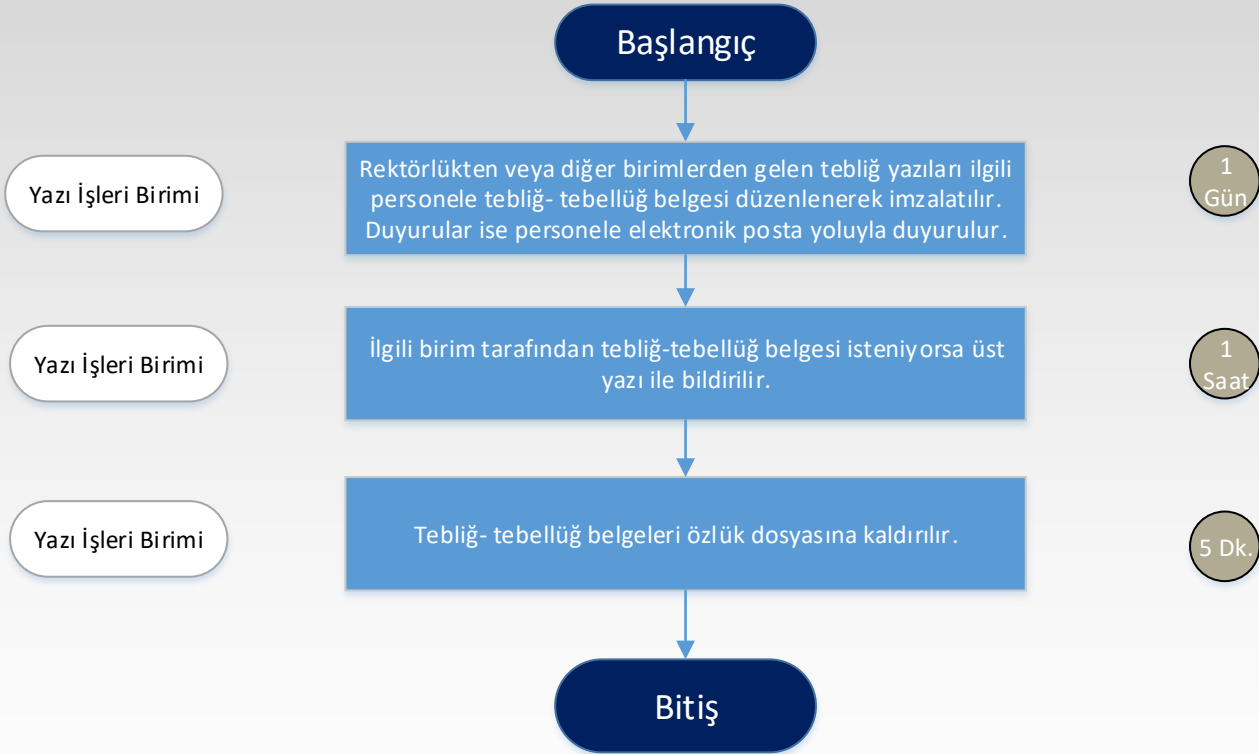 Başlangıç
Yazı İşleri Birimi
Rektörlükten veya diğer birimlerden gelen tebliğ yazıları ilgili
personele tebliğ- tebellüğ belgesi düzenlenerek imzalatılır.
Duyurular ise personele elektronik posta yoluyla duyurulur.
1
Gün
Yazı İşleri Birimi
İlgili birim tarafından tebliğ-tebellüğ belgesi isteniyorsa üst
yazı ile bildirilir.
1
Saat
Yazı İşleri Birimi
Tebliğ- tebellüğ belgeleri özlük dosyasına kaldırılır.
5 Dk.
Bitiş